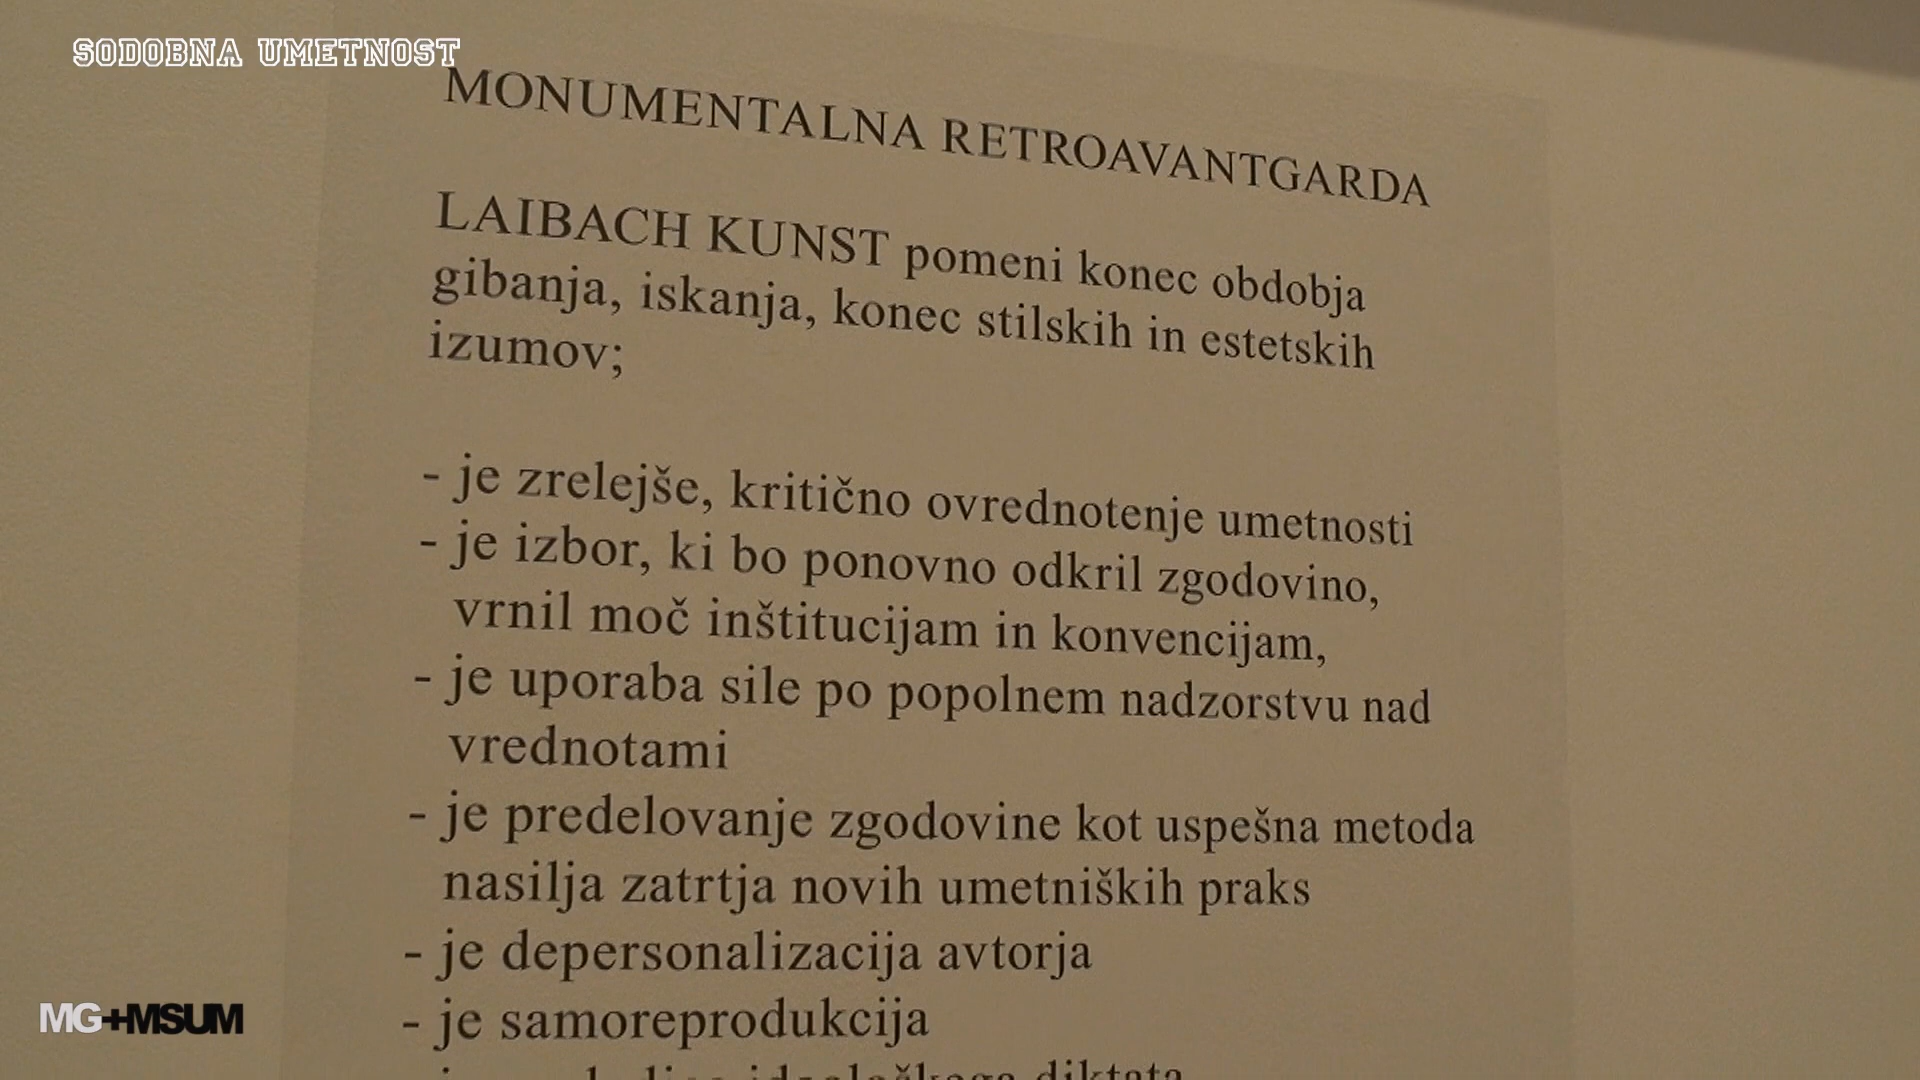 SODOBNA UMETNOST
MONUMENTALNA RETROAVANTGARDA
LAIBACH KUNST pomeni konec obdobja
gibanja, iskanja, konec stilskih in estetskih
izumov;
- je zrelejše, kritično ovrednotenje umetnosti
- je izbor, ki bo ponovno odkril zgodovino,
vrnil moč inštitucijam in konvencijam,
- je uporaba sile po popolnem nadzorstvu nad
vrednotami
- je predelovanje zgodovine kot uspešna metoda
nasilja zatrtja novih umetniških praks
- je depersonalizacija avtorja
- je samoreprodukcija
diktata
MG+MSUM